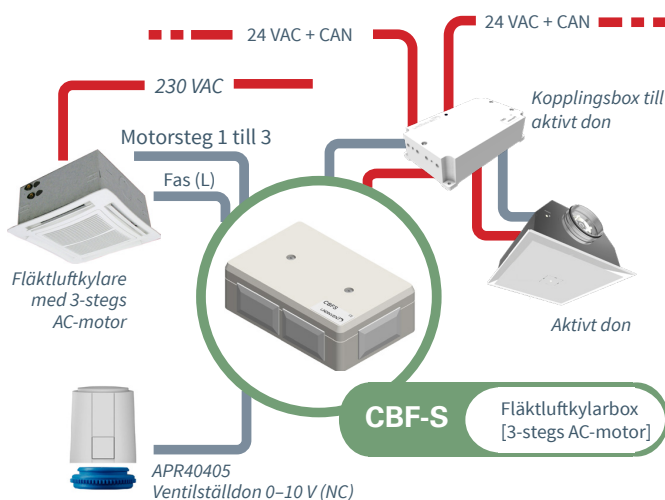 24 VAC + CAN
24 VAC + CAN
230 VAC
Kopplingsbox till
aktivt don
Motorsteg 1 till 3
Fas (L)
Fläktluftkylare
med 3-stegs
AC-motor
CBFS
Aktivt don
CBF-S
Fläktluftkylarbox
[3-stegs AC-motor]
APR40405
Ventilställdon 0–10 V (NC)